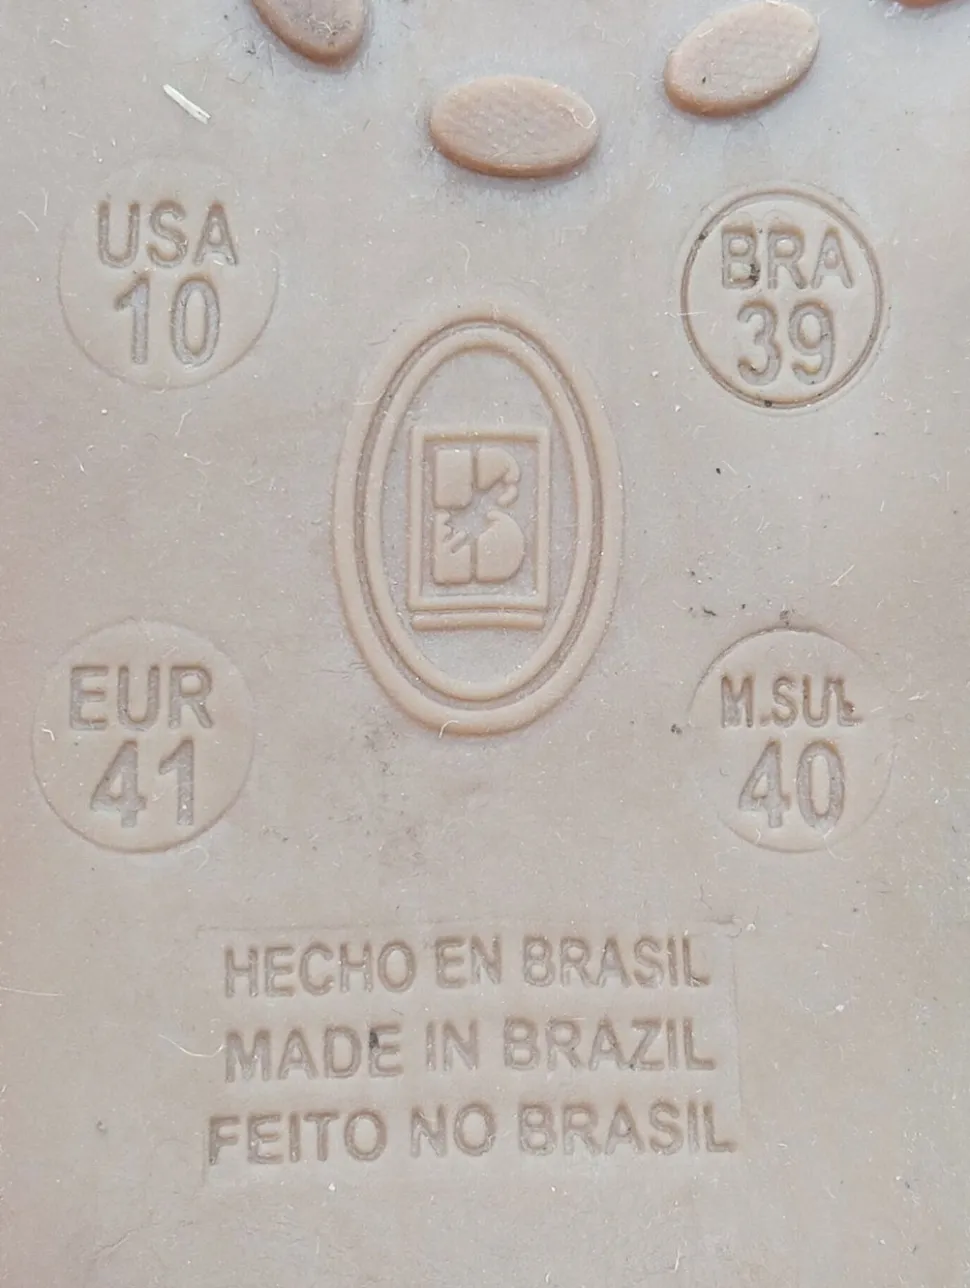 USA
10
BRA
39
B
EUR
41
M.SUL
40
HECHO EN BRASIL
MADE IN BRAZIL
FEITO NO BRASIL